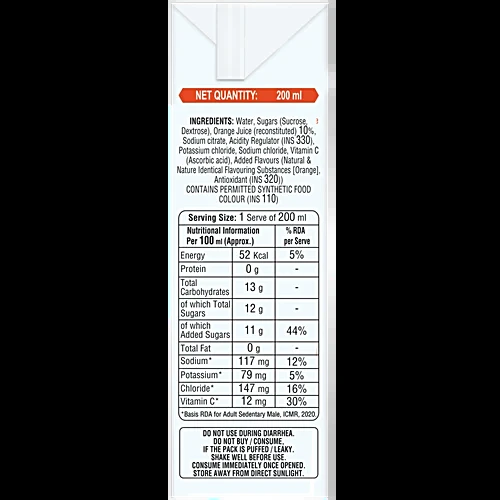 NET QUANTITY: 200 ml
INGREDIENTS: Water, Sugars (Sucrose,
Dextrose), Orange Juice (reconstituted) 10%,
Sodium citrate, Acidity Regulator (INS 330),
Potassium chloride, Sodium chloride, Vitamin C
(Ascorbic acid), Added Flavours (Natural &
Nature Identical Flavouring Substances [Orange],
Antioxidant (INS 320))
CONTAINS PERMITTED SYNTHETIC FOOD
COLOUR (INS 110)
Serving Size: 1 Serve of 200 ml
Nutritional Information % RDA
Per 100 ml (Approx.) per Serve
Energy 52 Kcal 5%
Protein 0 g -
Total
Carbohydrates 13 g -
of which Total
Sugars 12 g -
of which
Added Sugars 11 g 44%
Total Fat 0 g -
Sodium* 117 mg 12%
Potassium* 79 mg 5%
Chloride* 147 mg 16%
Vitamin C* 12 mg 30%
*Basis RDA for Adult Sedentary Male, ICMR, 2020.
DO NOT USE DURING DIARRHEA.
DO NOT BUY / CONSUME,
IF THE PACK IS PUFFED / LEAKY.
SHAKE WELL BEFORE USE.
CONSUME IMMEDIATELY ONCE OPENED.
STORE AWAY FROM DIRECT SUNLIGHT.